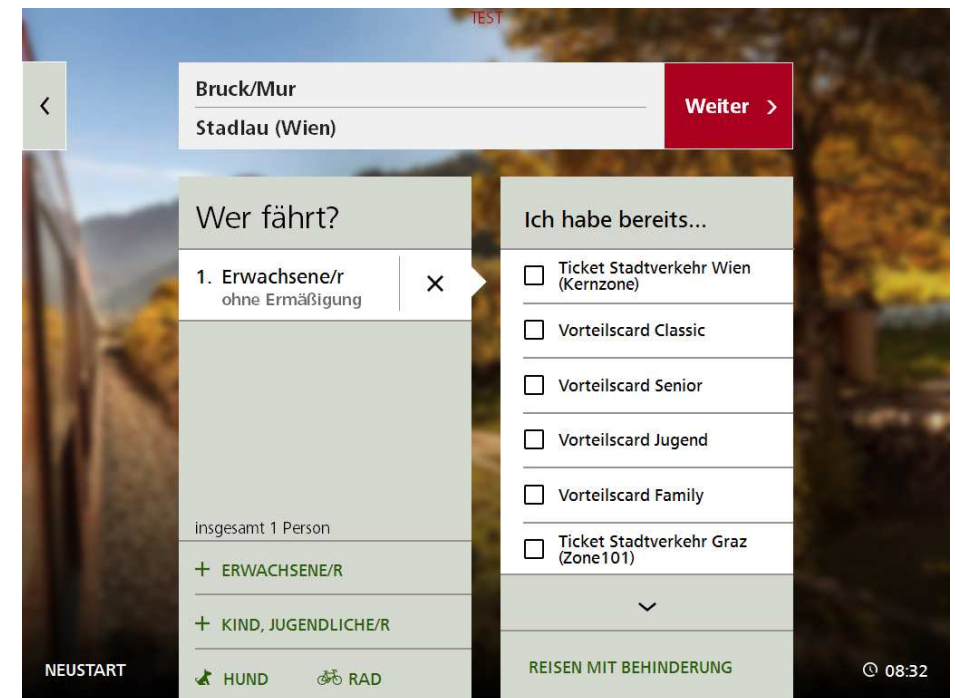 TEST
Bruck/Mur
Stadlau (Wien)
Weiter
Wer fährt?
1. Erwachsene/r
ohne Ermäßigung
insgesamt 1 Person
+ ERWACHSENE/R
+ KIND, JUGENDLICHE/R
HUND
RAD
Ich habe bereits...
Ticket Stadtverkehr Wien
(Kernzone)
Vorteilscard Classic
Vorteilscard Senior
Vorteilscard Jugend
Vorteilscard Family
Ticket Stadtverkehr Graz
(Zone101)
REISEN MIT BEHINDERUNG
NEUSTART
08:32